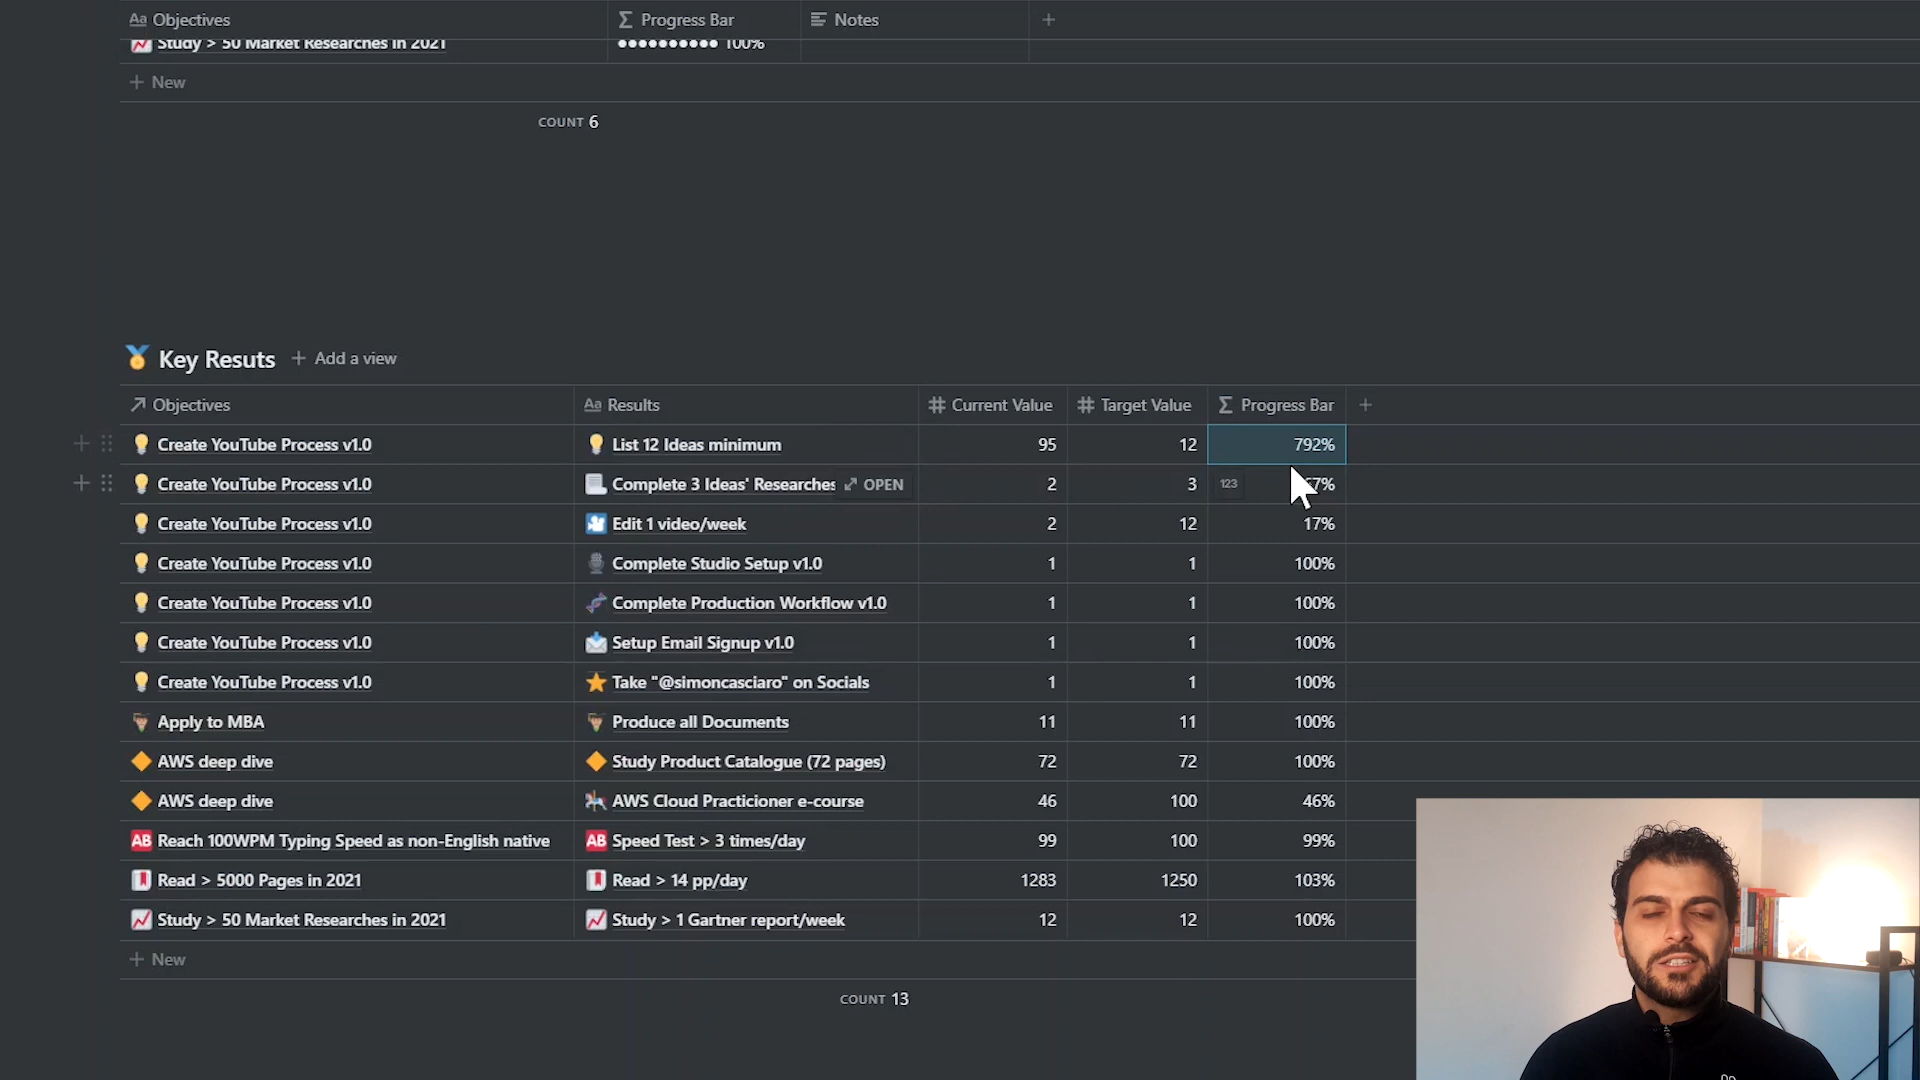 Aa Objectives Σ Progress Bar Notes +
Study > 50 Market Researches in 2021 100%
+ New
COUNT 6
Key Resuts + Add a view
Objectives Aa Results # Current Value # Target Value Σ Progress Bar +
Create YouTube Process v1.0 List 12 Ideas minimum 95 12 792%
Create YouTube Process v1.0 Complete 3 Ideas' Researches OPEN 2 3 123 7%
Create YouTube Process v1.0 Edit 1 video/week 2 12 17%
Create YouTube Process v1.0 Complete Studio Setup v1.0 1 1 100%
Create YouTube Process v1.0 Complete Production Workflow v1.0 1 1 100%
Create YouTube Process v1.0 Setup Email Signup v1.0 1 1 100%
Create YouTube Process v1.0 Take "@simoncasciaro" on Socials 1 1 100%
Apply to MBA Produce all Documents 11 11 100%
AWS deep dive Study Product Catalogue (72 pages) 72 72 100%
AWS deep dive AWS Cloud Practicioner e-course 46 100 46%
AB Reach 100WPM Typing Speed as non-English native AB Speed Test > 3 times/day 99 100 99%
Read > 5000 Pages in 2021 Read > 14 pp/day 1283 1250 103%
Study > 50 Market Researches in 2021 Study > 1 Gartner report/week 12 12 100%
+ New
COUNT 13